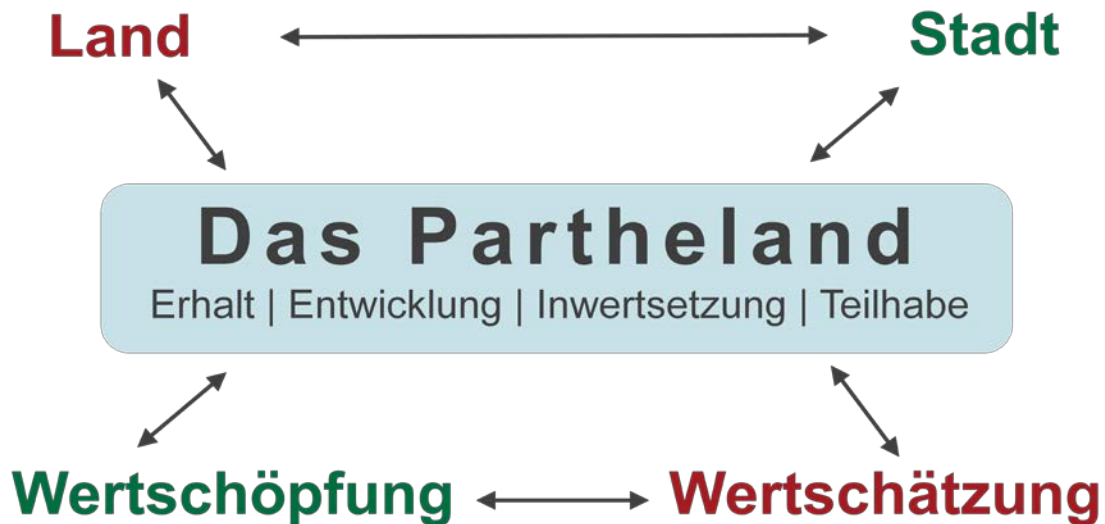 Land
Stadt
Das Partheland
Erhalt | Entwicklung | Inwertsetzung | Teilhabe
Wertschöpfung
Wertschätzung